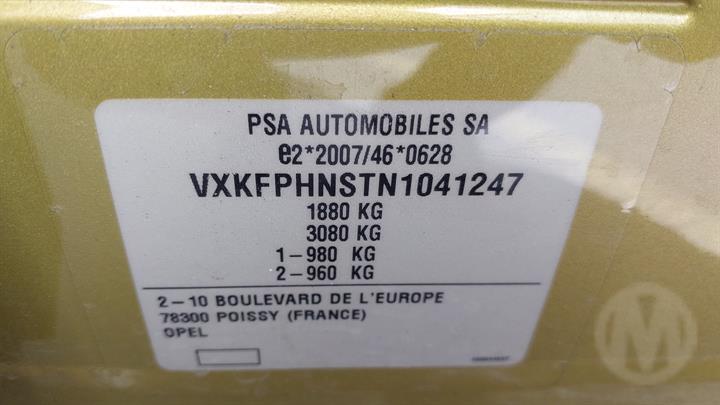 PSA AUTOMOBILES SA
e2*2007/46*0628
VXKFPHNSTN1041247
1880 KG
3080 KG
1-980 KG
2-960 KG
2-10 BOULEVARD DE L'EUROPE
78300 POISSY (FRANCE)
OPEL
M